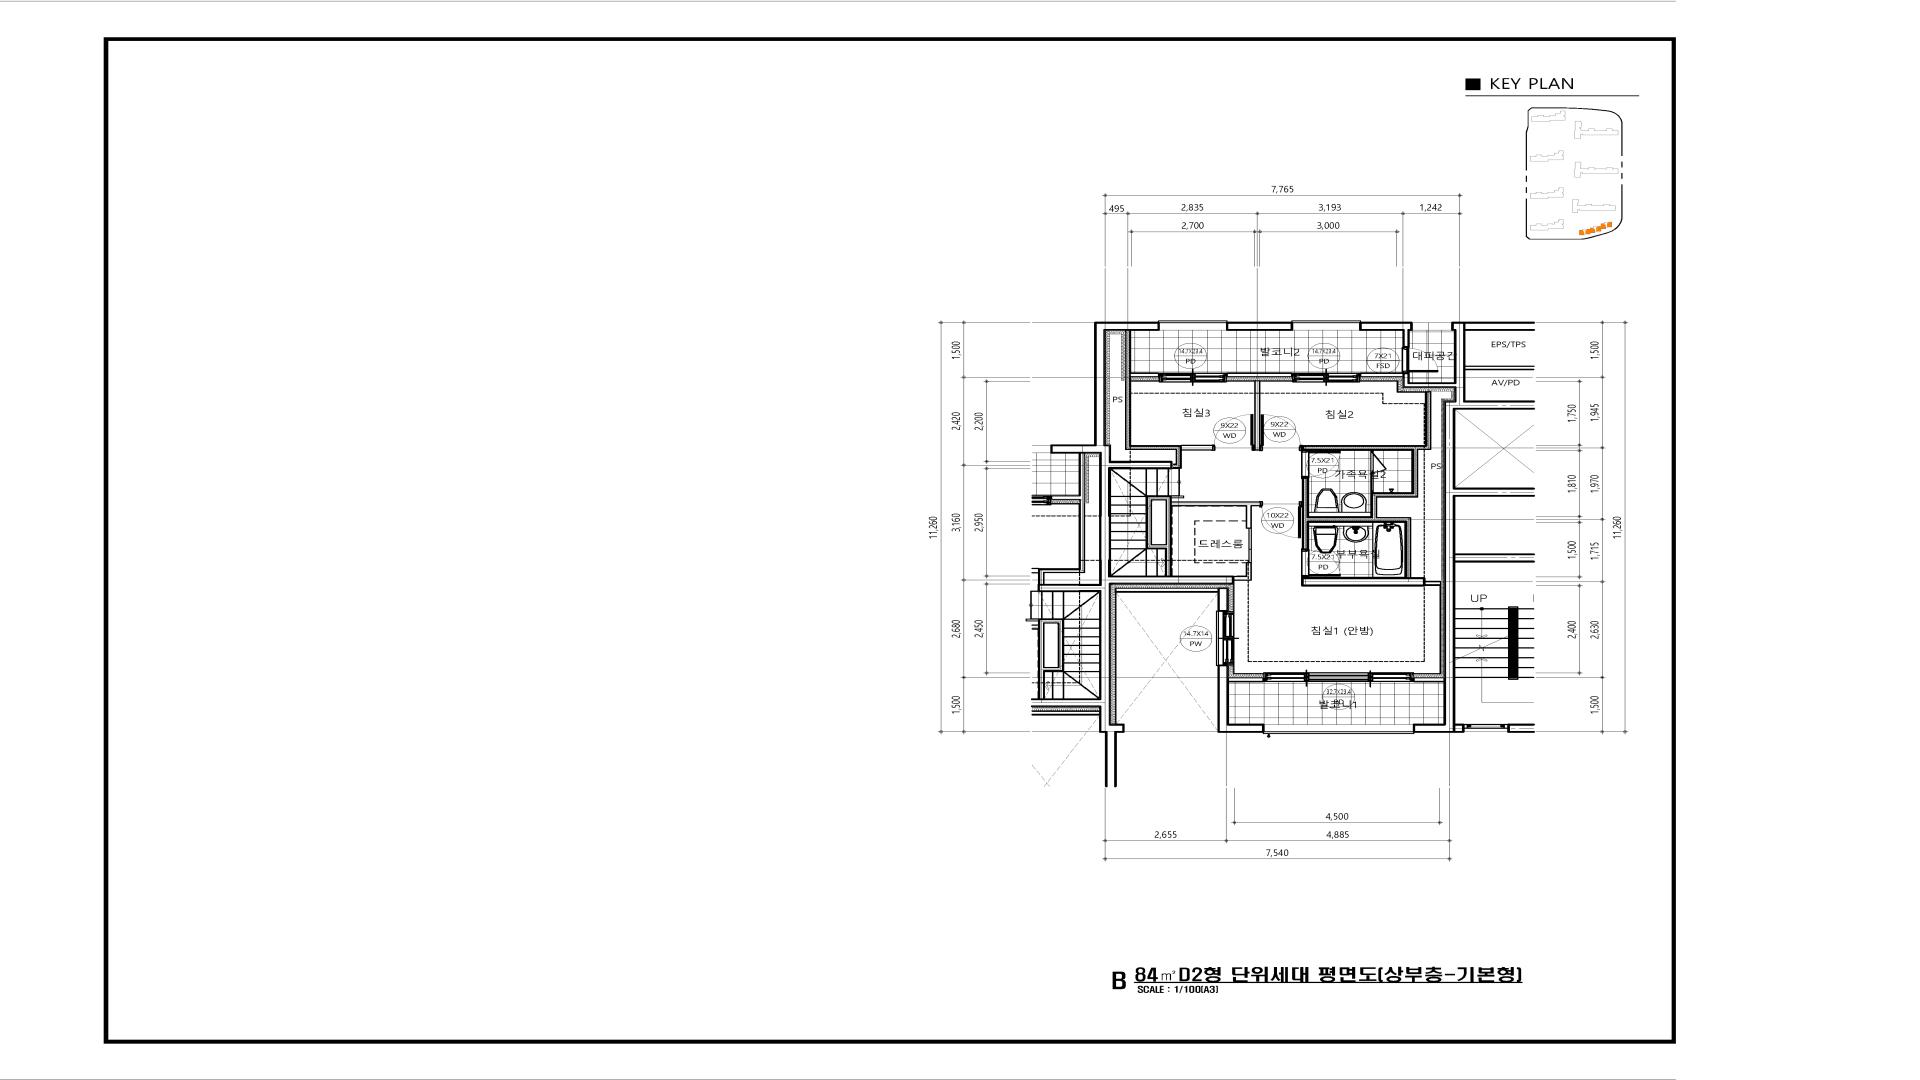 ■ KEY PLAN
7,765
495 2,835 3,193 1,242
2,700 3,000
EPS/TPS
AV/PD
발코니2
대피공간
14.7X23.4
PD
14.7X23.4
PD
7X21
FSD
PS
침실3
침실2
9X22
WD
9X22
WD
7.5X21
PD
가족욕실2
PS
10X22
WD
드레스룸
부부욕실
7.5X21
PD
UP
침실1 (안방)
14.7X14
PW
32.7X23.4
발코니1
1,500
2,420
2,200
11,260
3,160
2,950
2,680
2,450
1,500
1,500
1,750
1,945
1,810
1,970
11,260
1,500
1,715
2,400
2,630
1,500
4,500
2,655 4,885
7,540
B 84㎡ D2형 단위세대 평면도(상부층-기본형)
SCALE : 1/100(A3)